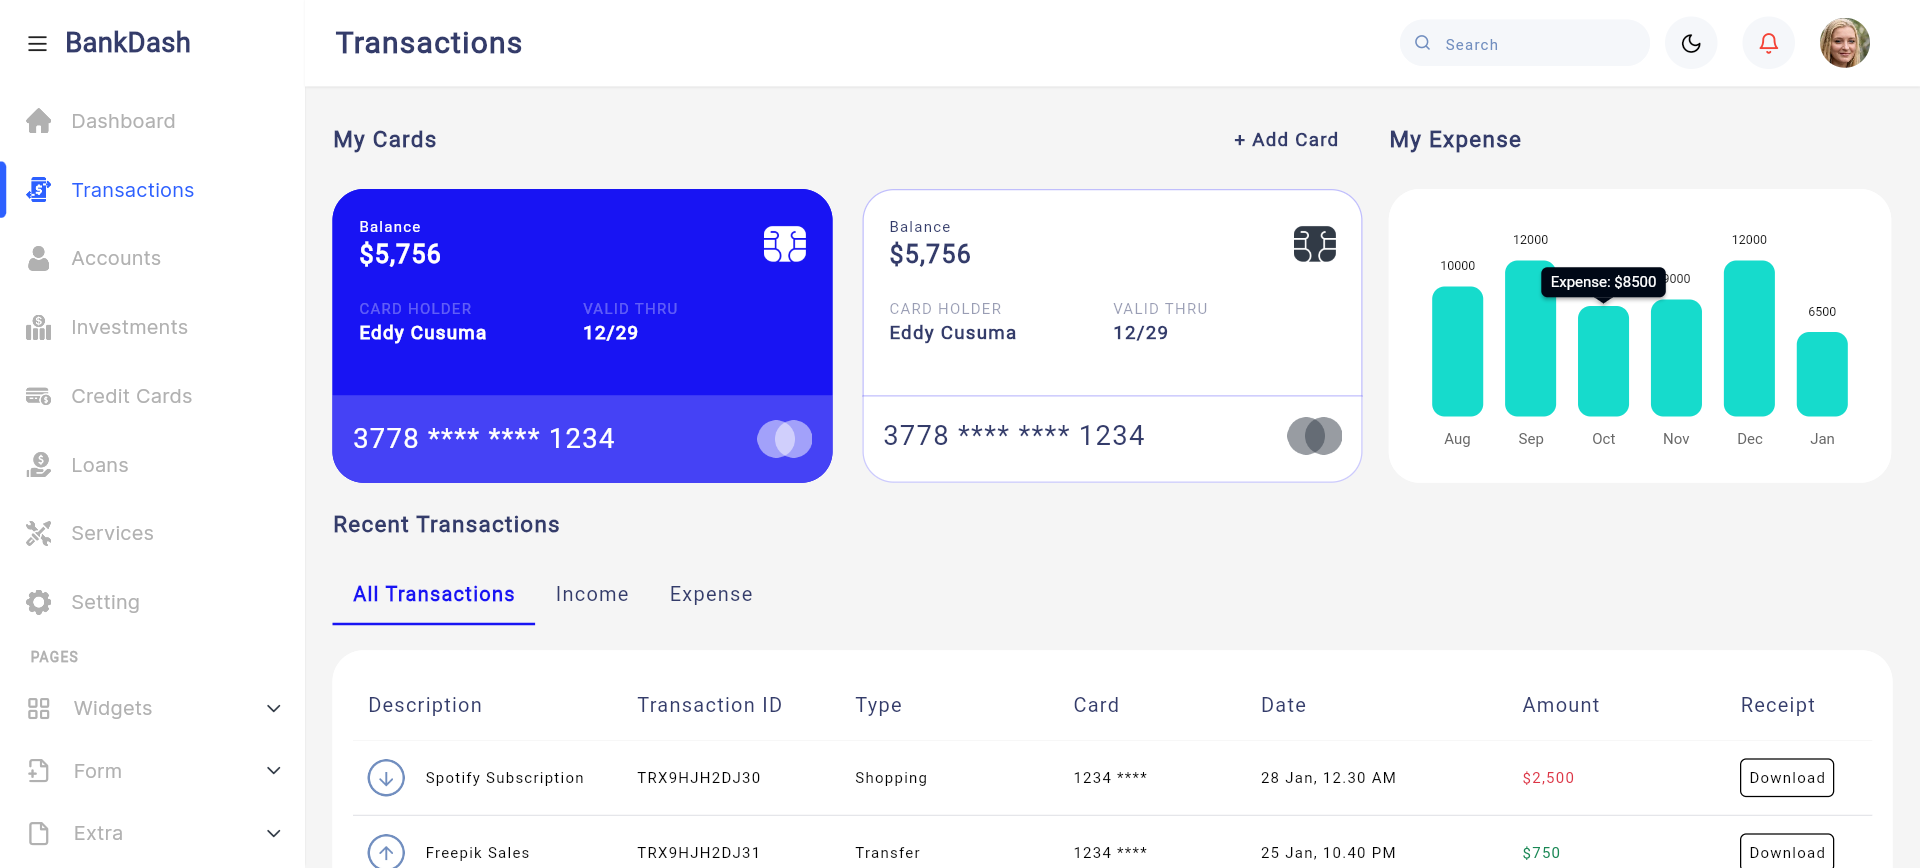 BankDash
Transactions
Search
Dashboard
Transactions
Accounts
Investments
Credit Cards
Loans
Services
Setting
PAGES
Widgets
Form
Extra
My Cards
+ Add Card
My Expense
Balance
$5,756
CARD HOLDER
VALID THRU
Eddy Cusuma
12/29
3778 **** **** 1234
Balance
$5,756
CARD HOLDER
VALID THRU
Eddy Cusuma
12/29
3778 **** **** 1234
12000
12000
10000
Expense: $8500
9000
6500
Aug
Sep
Oct
Nov
Dec
Jan
Recent Transactions
All Transactions
Income
Expense
Description
Transaction ID
Type
Card
Date
Amount
Receipt
Spotify Subscription
TRX9HJH2DJ30
Shopping
1234 ****
28 Jan, 12.30 AM
$2,500
Download
Freepik Sales
TRX9HJH2DJ31
Transfer
1234 ****
25 Jan, 10.40 PM
$750
Download